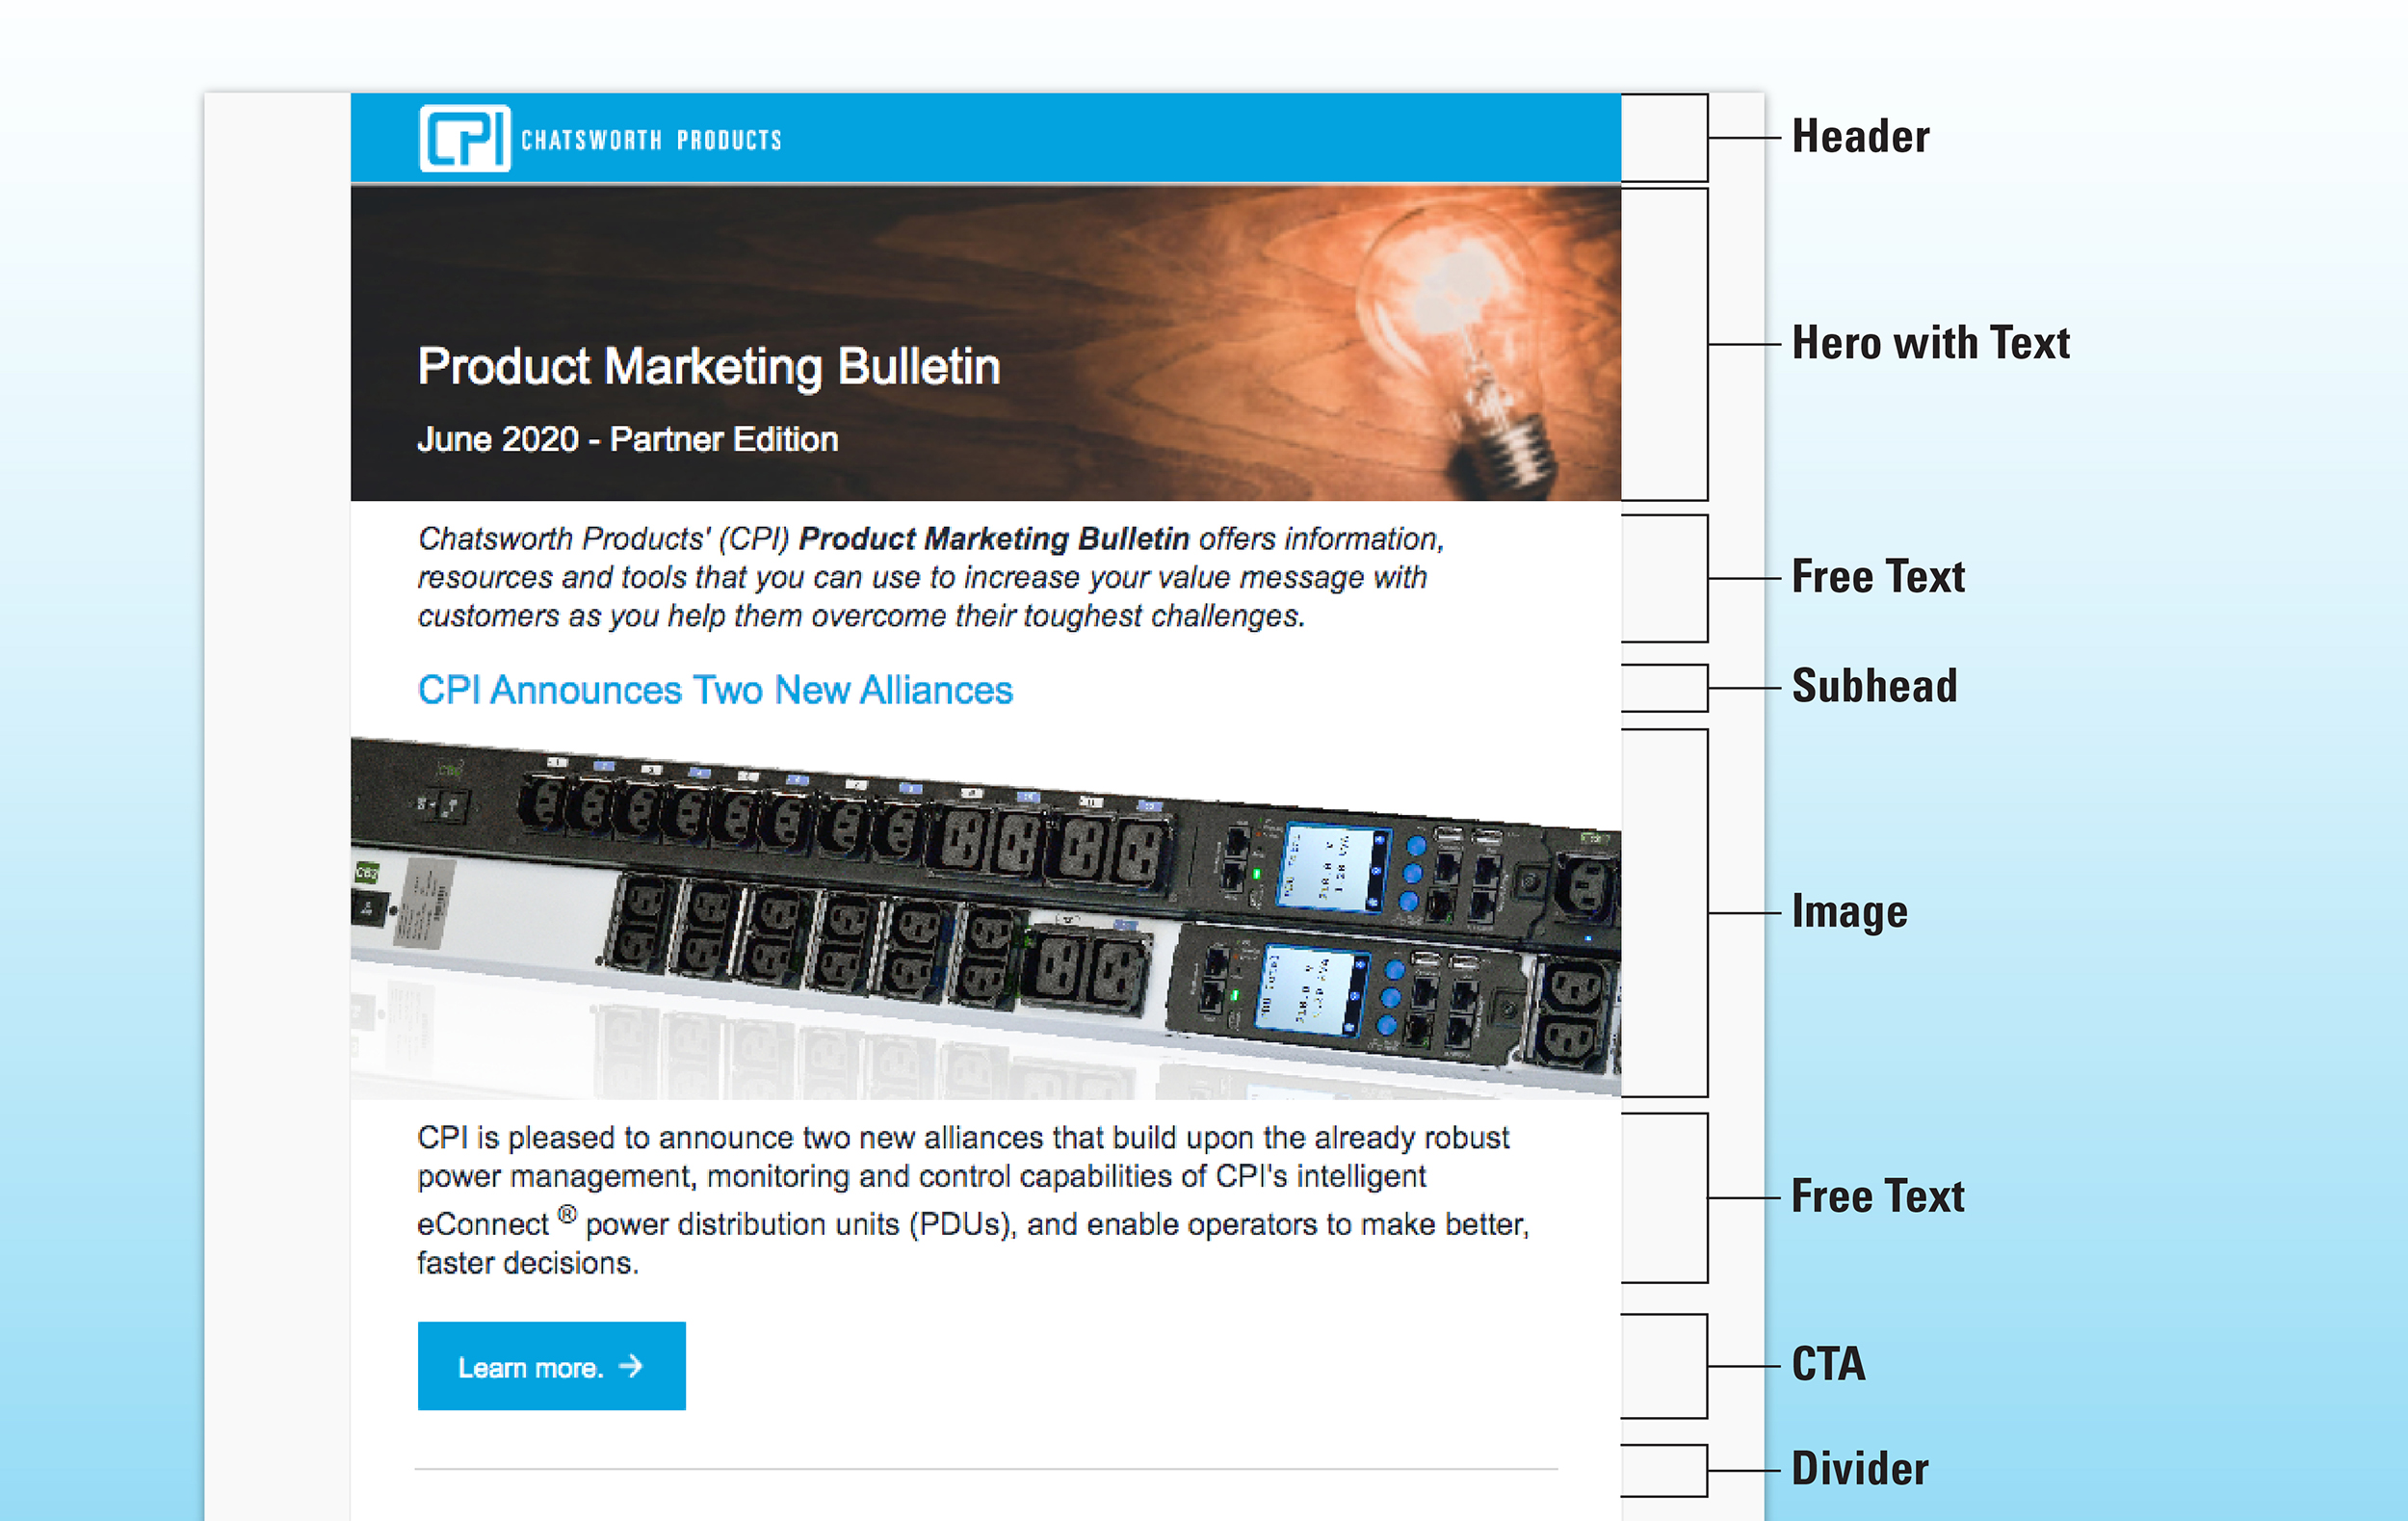 CPI CHATSWORTH PRODUCTS
Header
Product Marketing Bulletin
June 2020 - Partner Edition
Hero with Text
Chatsworth Products' (CPI) Product Marketing Bulletin offers information,
resources and tools that you can use to increase your value message with
customers as you help them overcome their toughest challenges.
Free Text
CPI Announces Two New Alliances
Subhead
Image
CPI is pleased to announce two new alliances that build upon the already robust
power management, monitoring and control capabilities of CPI's intelligent
eConnect ® power distribution units (PDUs), and enable operators to make better,
faster decisions.
Free Text
Learn more. →
CTA
Divider